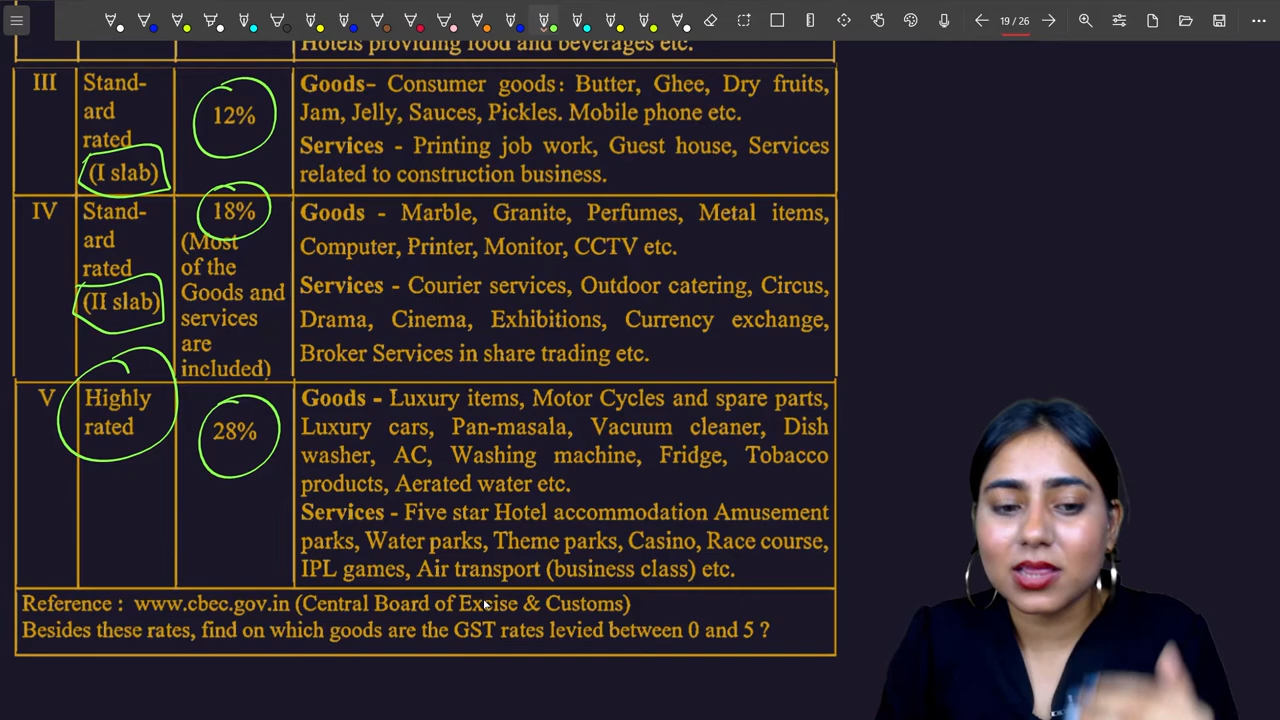 19 / 26
Hotels providing food and beverages etc.
III Stand- 12% Goods– Consumer goods: Butter, Ghee, Dry fruits,
ard Jam, Jelly, Sauces, Pickles. Mobile phone etc.
rated Services - Printing job work, Guest house, Services
(I slab) related to construction business.
IV Stand- 18% Goods - Marble, Granite, Perfumes, Metal items,
ard (Most Computer, Printer, Monitor, CCTV etc.
rated of the
(II slab) Goods and Services - Courier services, Outdoor catering, Circus,
services Drama, Cinema, Exhibitions, Currency exchange,
are Broker Services in share trading etc.
included)
V Highly 28% Goods - Luxury items, Motor Cycles and spare parts,
rated Luxury cars, Pan-masala, Vacuum cleaner, Dish
washer, AC, Washing machine, Fridge, Tobacco
products, Aerated water etc.
Services - Five star Hotel accommodation Amusement
parks, Water parks, Theme parks, Casino, Race course,
IPL games, Air transport (business class) etc.
Reference : www.cbec.gov.in (Central Board of Excise & Customs)
Besides these rates, find on which goods are the GST rates levied between 0 and 5 ?